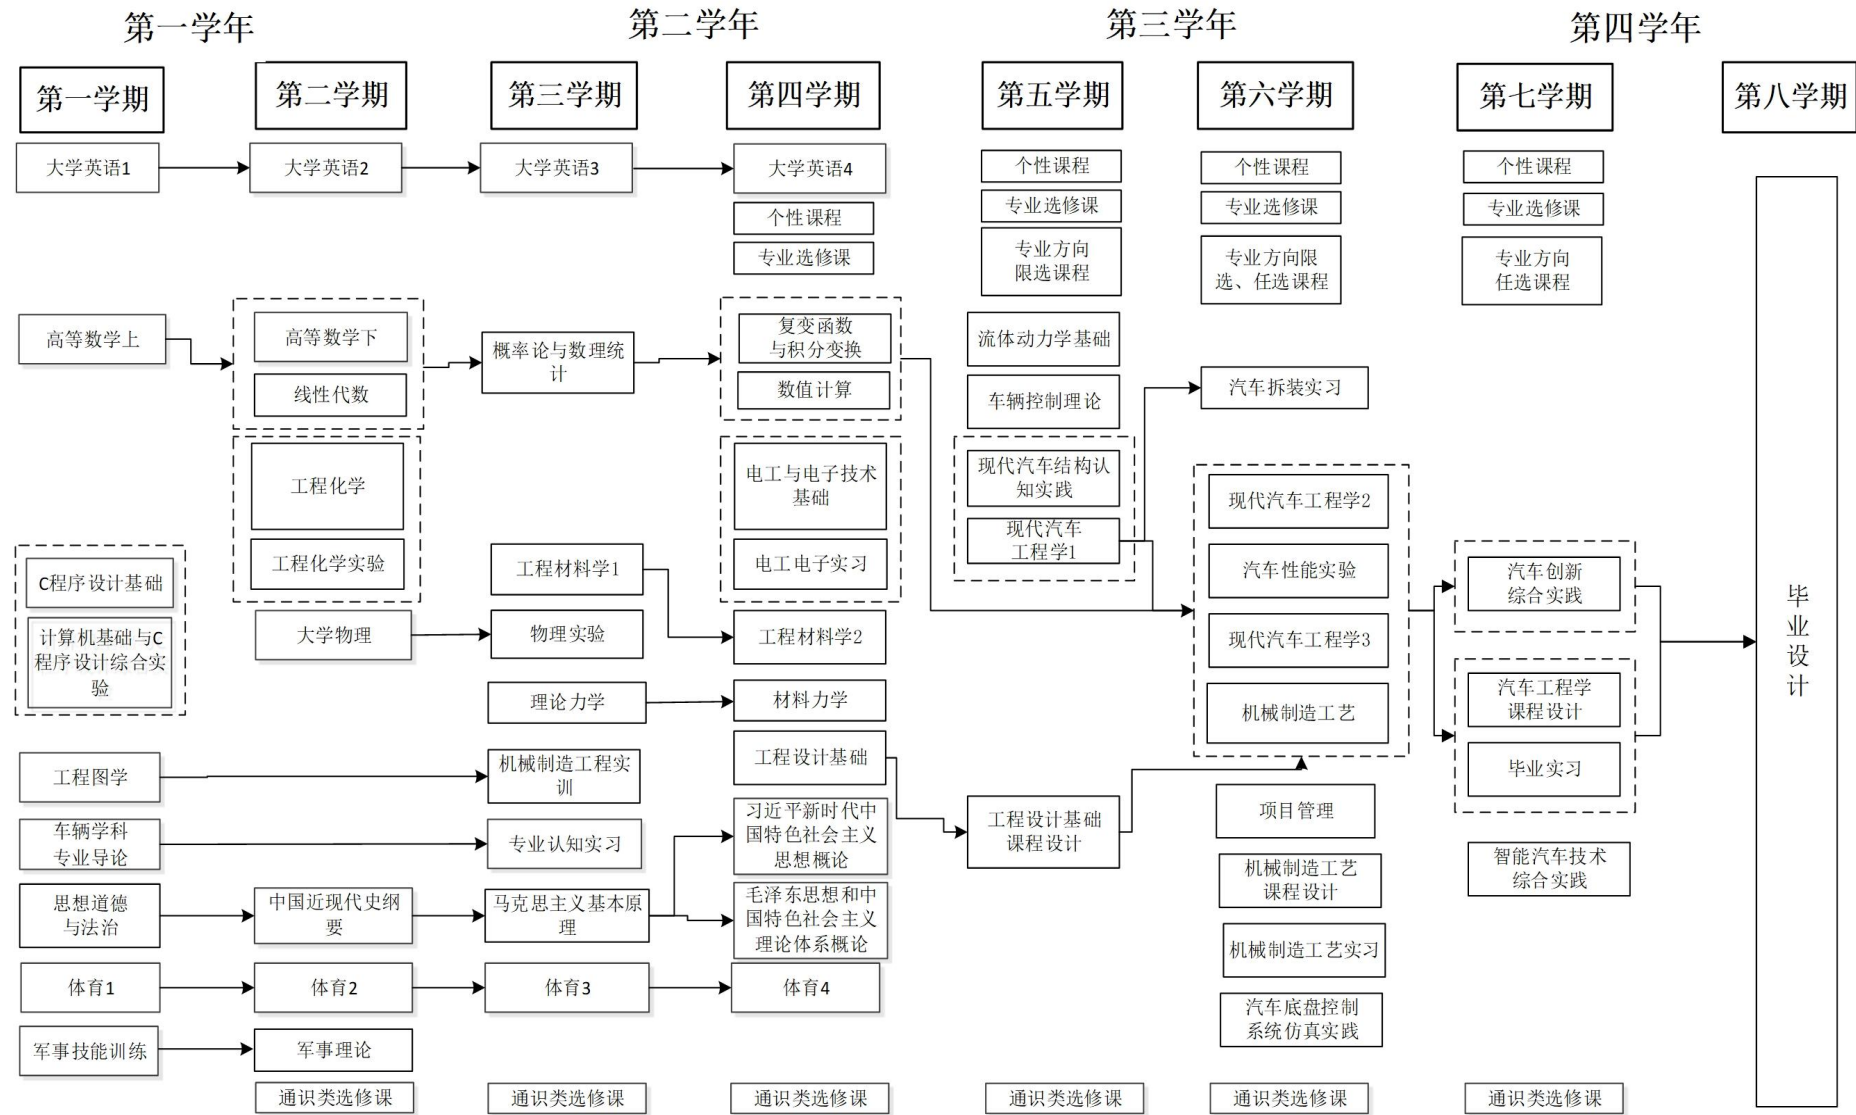 第一学年
第二学年
第三学年
第四学年
第一学期
第二学期
第三学期
第四学期
第五学期
第六学期
第七学期
第八学期
大学英语1
大学英语2
大学英语3
大学英语4
个性课程
专业选修课
个性课程
专业选修课
专业方向
限选课程
个性课程
专业选修课
专业方向限
选、任选课程
个性课程
专业选修课
专业方向
任选课程
高等数学上
高等数学下
线性代数
概率论与数理统
计
复变函数
与积分变换
数值计算
流体动力学基础
车辆控制理论
汽车拆装实习
工程化学
工程化学实验
电工与电子技术
基础
电工电子实习
现代汽车结构认
知实践
现代汽车
工程学1
现代汽车工程学2
汽车性能实验
现代汽车工程学3
机械制造工艺
C程序设计基础
计算机基础与C
程序设计综合实
验
大学物理
工程材料学1
物理实验
工程材料学2
理论力学
材料力学
汽车创新
综合实践
汽车工程学
课程设计
毕业实习
毕
业
设
计
工程图学
机械制造工程实
训
工程设计基础
工程设计基础
课程设计
项目管理
车辆学科
专业导论
专业认知实习
习近平新时代中
国特色社会主义
思想概论
机械制造工艺
课程设计
智能汽车技术
综合实践
思想道德
与法治
中国近现代史纲
要
马克思主义基本原
理
毛泽东思想和中
国特色社会主义
理论体系概论
机械制造工艺实习
体育1
体育2
体育3
体育4
汽车底盘控制
系统仿真实践
军事技能训练
军事理论
通识类选修课
通识类选修课
通识类选修课
通识类选修课
通识类选修课
通识类选修课